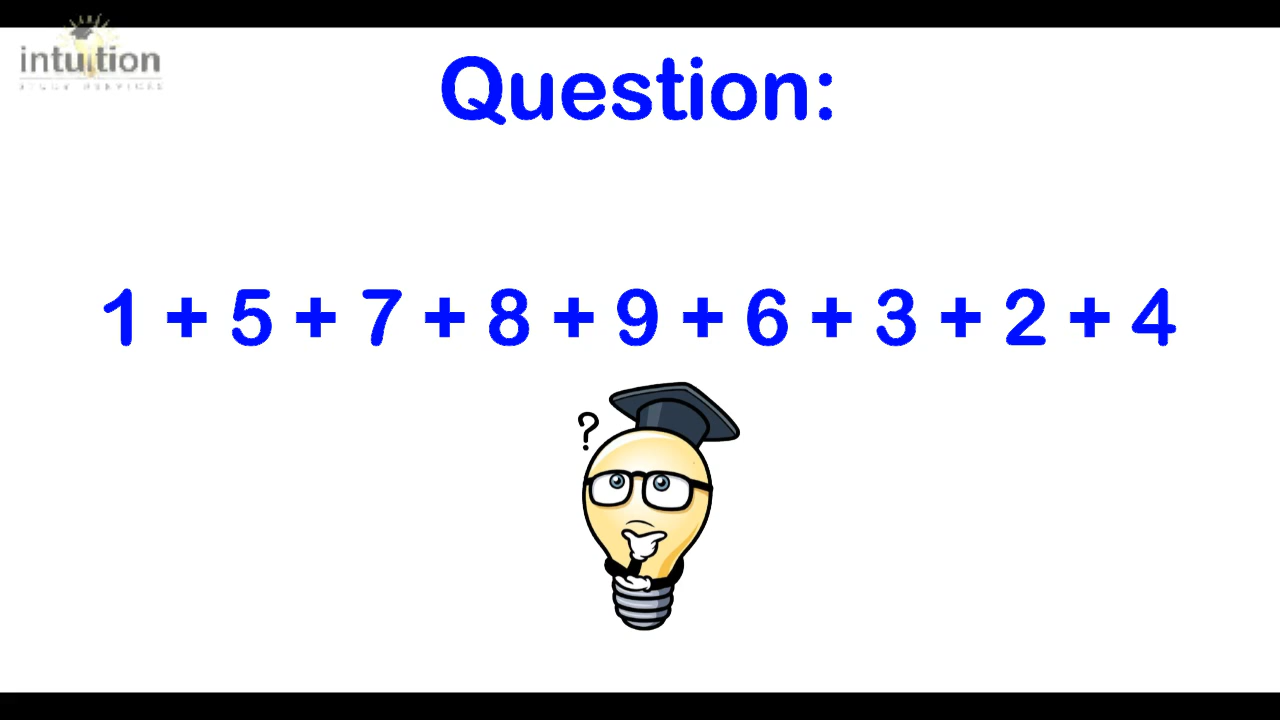 intuition
Question:
1 + 5 + 7 + 8 + 9 + 6 + 3 + 2 + 4
?